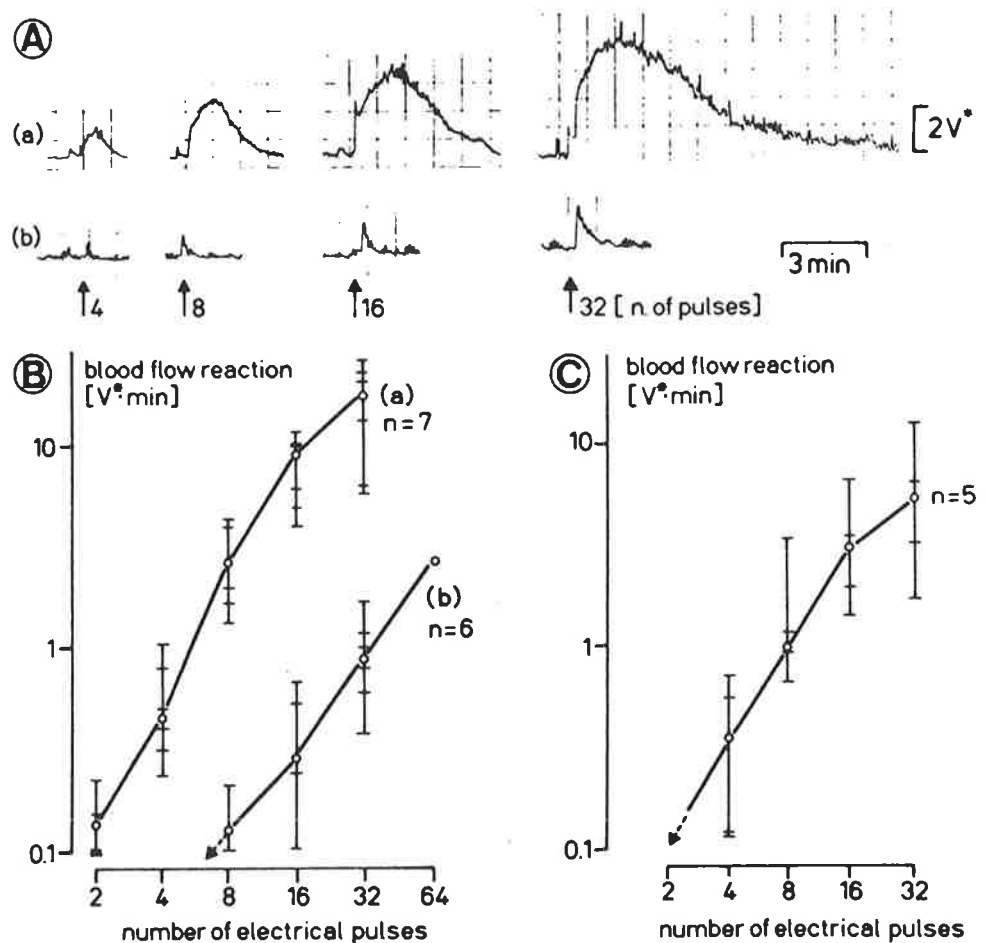 A
(a)
[2V*
(b)
3 min
4
8
16
32 [ n. of pulses]
B
blood flow reaction
[V*·min]
(a)
n=7
10
(b)
n=6
1
0.1
2 4 8 16 32 64
number of electrical pulses
C
blood flow reaction
[V*·min]
10
n=5
1
0.1
2 4 8 16 32
number of electrical pulses